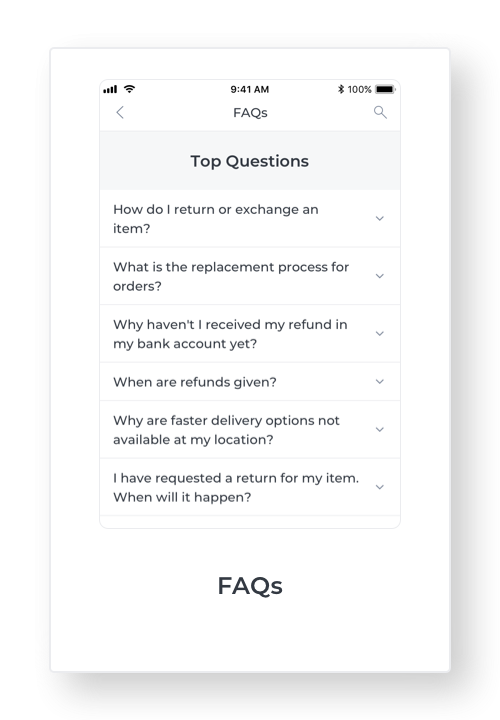 9:41 AM
100%
FAQs
Top Questions
How do I return or exchange an
item?
What is the replacement process for
orders?
Why haven't I received my refund in
my bank account yet?
When are refunds given?
Why are faster delivery options not
available at my location?
I have requested a return for my item.
When will it happen?
FAQs